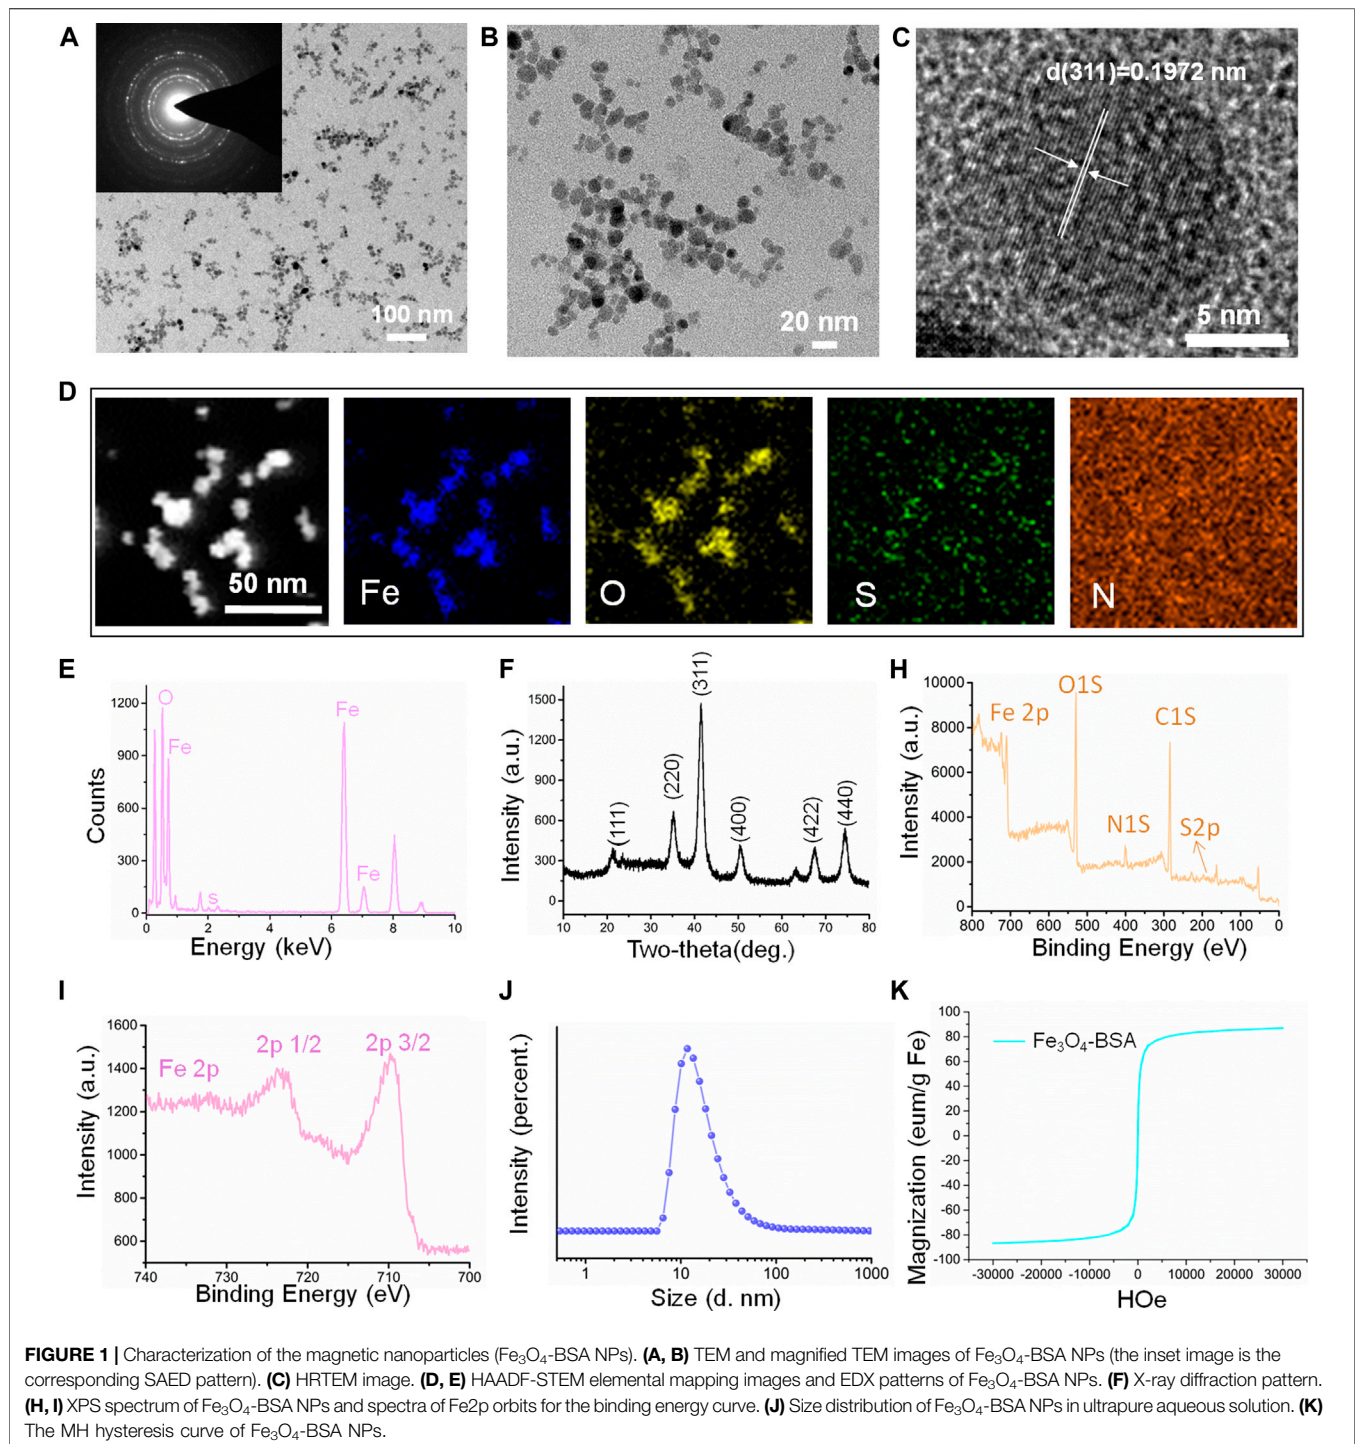 A
100 nm
B
20 nm
C
d(311)=0.1972 nm
5 nm
D
50 nm
Fe
O
S
N
E
Counts
1200
900
600
300
0
O
Fe
S
Fe
Fe
0 2 4 6 8 10
Energy (keV)
F
Intensity (a.u.)
1500
1200
900
600
300
0
(111)
(220)
(311)
(400)
(422)
(440)
10 20 30 40 50 60 70 80
Two-theta(deg.)
H
Intensity (a.u.)
10000
8000
6000
4000
2000
0
Fe 2p
O1S
N1S
C1S
S2p
800 700 600 500 400 300 200 100 0
Binding Energy (eV)
I
Intensity (a.u.)
1600
1400
1200
1000
800
600
Fe 2p
2p 1/2
2p 3/2
740 730 720 710 700
Binding Energy (eV)
J
Intensity (percent.)
1 10 100 1000
Size (d. nm)
K
Magnization (eum/g Fe)
100
80
60
40
20
0
-20
-40
-60
-80
-100
Fe₃O₄-BSA
-30000 -20000 -10000 0 10000 20000 30000
HOe
FIGURE 1 | Characterization of the magnetic nanoparticles (Fe₃O₄-BSA NPs). (A, B) TEM and magnified TEM images of Fe₃O₄-BSA NPs (the inset image is the
corresponding SAED pattern). (C) HRTEM image. (D, E) HAADF-STEM elemental mapping images and EDX patterns of Fe₃O₄-BSA NPs. (F) X-ray diffraction pattern.
(H, I) XPS spectrum of Fe₃O₄-BSA NPs and spectra of Fe2p orbits for the binding energy curve. (J) Size distribution of Fe₃O₄-BSA NPs in ultrapure aqueous solution. (K)
The MH hysteresis curve of Fe₃O₄-BSA NPs.